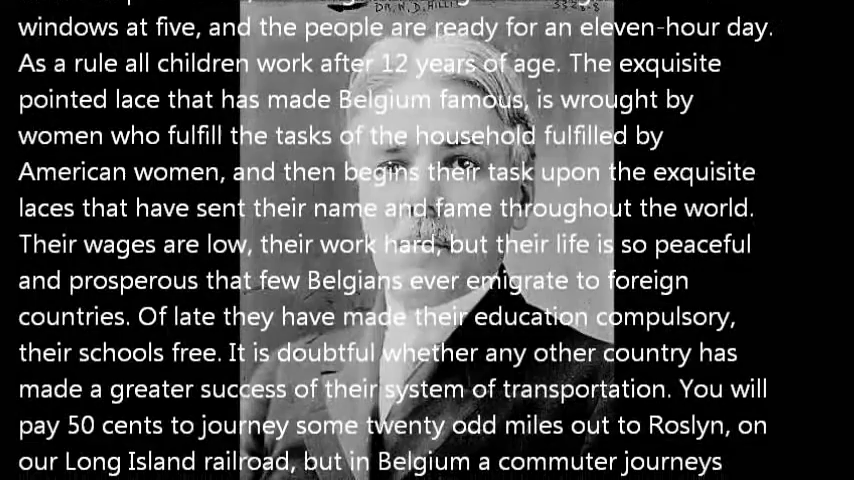 DR. N.D. HILLI
windows at five, and the people are ready for an eleven-hour day.
As a rule all children work after 12 years of age. The exquisite
pointed lace that has made Belgium famous, is wrought by
women who fulfill the tasks of the household fulfilled by
American women, and then begins their task upon the exquisite
laces that have sent their name and fame throughout the world.
Their wages are low, their work hard, but their life is so peaceful
and prosperous that few Belgians ever emigrate to foreign
countries. Of late they have made their education compulsory,
their schools free. It is doubtful whether any other country has
made a greater success of their system of transportation. You will
pay 50 cents to journey some twenty odd miles out to Roslyn, on
our Long Island railroad, but in Belgium a commuter journeys